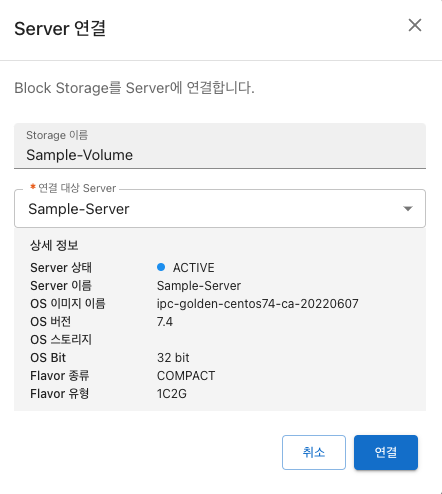 Server 연결
Block Storage를 Server에 연결합니다.
Storage 이름
Sample-Volume
* 연결 대상 Server
Sample-Server
상세 정보
Server 상태 ACTIVE
Server 이름 Sample-Server
OS 이미지 이름 ipc-golden-centos74-ca-20220607
OS 버전 7.4
OS 스토리지
OS Bit 32 bit
Flavor 종류 COMPACT
Flavor 유형 1C2G
취소 연결